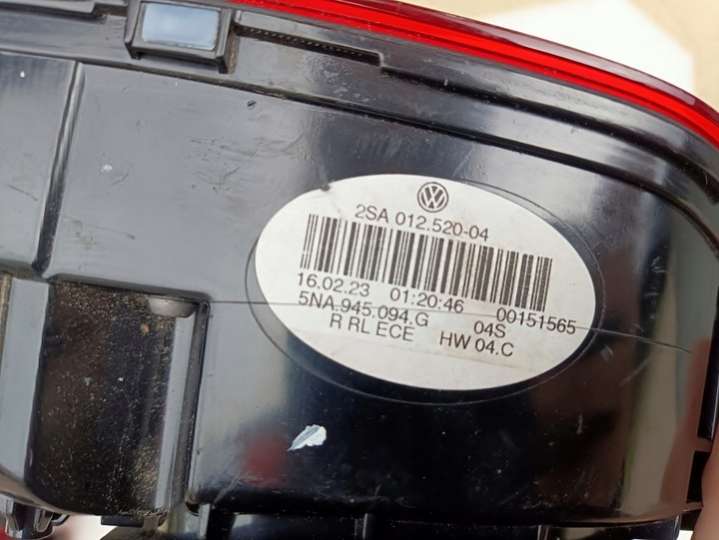 2SA 012.520-04
16.02.23 01:20:46 00151565
5NA.945.094.G 04S
R RL ECE HW 04.C